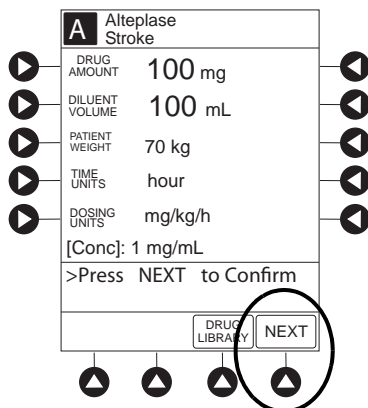 A Alteplase
Stroke
DRUG
AMOUNT 100 mg
DILUENT
VOLUME 100 mL
PATIENT
WEIGHT 70 kg
TIME
UNITS hour
DOSING
UNITS mg/kg/h
[Conc]: 1 mg/mL
>Press NEXT to Confirm
DRUG
LIBRARY NEXT